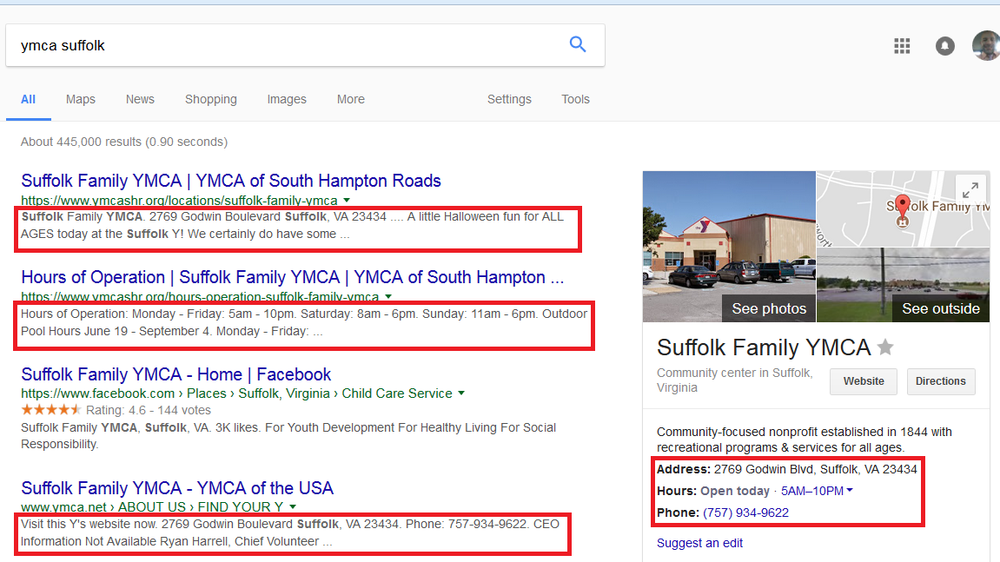 ymca suffolk
All Maps News Shopping Images More Settings Tools
About 445,000 results (0.90 seconds)
Suffolk Family YMCA | YMCA of South Hampton Roads
https://www.ymcashr.org/locations/suffolk-family-ymca
Suffolk Family YMCA. 2769 Godwin Boulevard Suffolk, VA 23434 .... A little Halloween fun for ALL
AGES today at the Suffolk Y! We certainly do have some ...
Hours of Operation | Suffolk Family YMCA | YMCA of South Hampton ...
https://www.ymcashr.org/hours-operation-suffolk-family-ymca
Hours of Operation: Monday - Friday: 5am - 10pm. Saturday: 8am - 6pm. Sunday: 11am - 6pm. Outdoor
Pool Hours June 19 - September 4. Monday - Friday: ...
Suffolk Family YMCA - Home | Facebook
https://www.facebook.com › Places › Suffolk, Virginia › Child Care Service
Rating: 4.6 - 144 votes
Suffolk Family YMCA, Suffolk, VA. 3K likes. For Youth Development For Healthy Living For Social
Responsibility.
Suffolk Family YMCA - YMCA of the USA
www.ymca.net › ABOUT US › FIND YOUR Y
Visit this Y's website now. 2769 Godwin Boulevard Suffolk, VA 23434. Phone: 757-934-9622. CEO
Information Not Available Ryan Harrell, Chief Volunteer ...
Suffolk Family YM
See photos
See outside
Suffolk Family YMCA
Community center in Suffolk,
Virginia
Website
Directions
Community-focused nonprofit established in 1844 with
recreational programs & services for all ages.
Address: 2769 Godwin Blvd, Suffolk, VA 23434
Hours: Open today · 5AM–10PM
Phone: (757) 934-9622
Suggest an edit